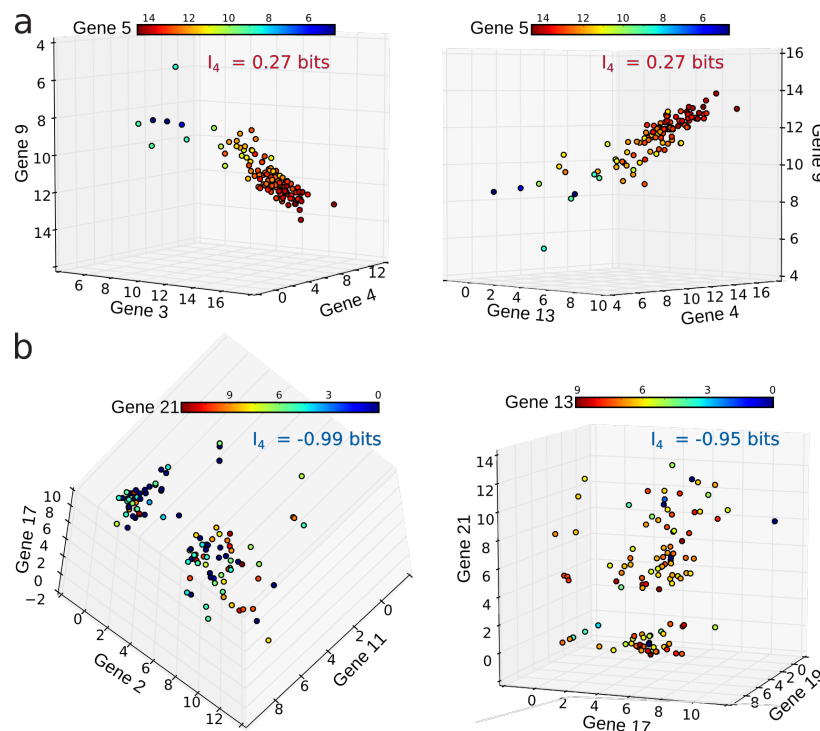 a
Gene 5
14 12 10 8 6
I4 = 0.27 bits
4
6
8
10
12
14
Gene 9
6 8 10 12 14 16
Gene 3
0 4 8 12
Gene 4
Gene 5
14 12 10 8 6
I4 = 0.27 bits
16
14
12
10
8
6
4
Gene 9
0 2 4 6 8 10
Gene 13
4 6 8 10 12 14 16
Gene 4
b
Gene 21
9 6 3 0
I4 = -0.99 bits
10
8
6
4
2
0
−2
Gene 17
0 2 4 6 8 10 12
Gene 2
8 6 4 2 0
Gene 11
Gene 13
9 6 3 0
I4 = -0.95 bits
14
12
10
8
6
4
2
0
Gene 21
0 2 4 6 8 10
Gene 17
8 6 4 2 0
Gene 19